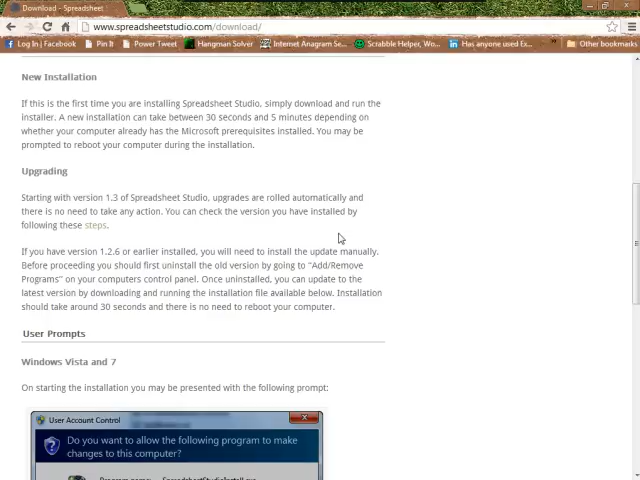 Download – Spreadsheet
www.spreadsheetstudio.com/download/
Log In | Facebook Pin It Power Tweet Hangman Solver Internet Anagram Se... Scrabble Helper, Wo... Has anyone used Ex... » Other bookmarks
New Installation
If this is the first time you are installing Spreadsheet Studio, simply download and run the
installer. A new installation can take between 30 seconds and 5 minutes depending on
whether your computer already has the Microsoft prerequisites installed. You may be
prompted to reboot your computer during the installation.
Upgrading
Starting with version 1.3 of Spreadsheet Studio, upgrades are rolled automatically and
there is no need to take any action. You can check the version you have installed by
following these steps.
If you have version 1.2.6 or earlier installed, you will need to install the update manually.
Before proceeding you should first uninstall the old version by going to "Add/Remove
Programs" on your computers control panel. Once uninstalled, you can update to the
latest version by downloading and running the installation file available below. Installation
should take around 30 seconds and there is no need to reboot your computer.
User Prompts
Windows Vista and 7
On starting the installation you may be presented with the following prompt:
User Account Control
Do you want to allow the following program to make
changes to this computer?
Program name: SpreadsheetStudioInstall.exe